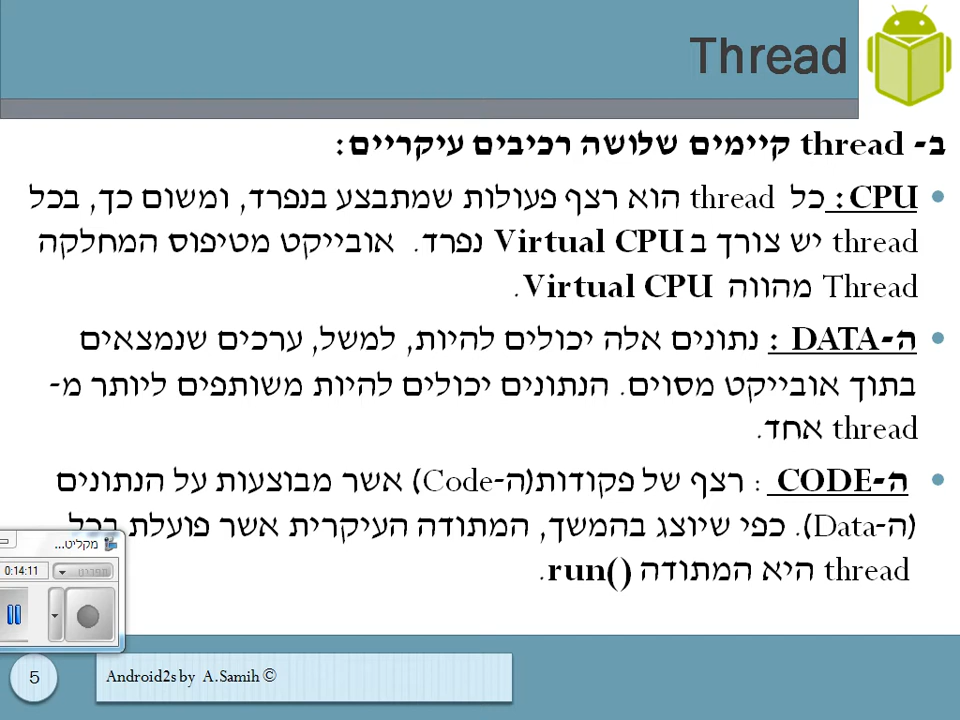 Thread
ב- thread קיימים שלושה רכיבים עיקריים:
CPU: כל thread הוא רצף פעולות שמתבצע בנפרד, ומשום כך, בכל
thread יש צורך ב Virtual CPU נפרד. אובייקט מטיפוס המחלקה
Thread מהווה Virtual CPU.
ה-DATA : נתונים אלה יכולים להיות, למשל, ערכים שנמצאים
בתוך אובייקט מסוים. הנתונים יכולים להיות משותפים ליותר מ-
thread אחד.
ה-CODE : רצף של פקודות(ה-Code) אשר מבוצעות על הנתונים
(ה-Data). כפי שיוצג בהמשך, המתודה העיקרית אשר פועלת בכל
thread היא המתודה run().
מקליט...
0:14:11
תפריט
5
Android2s by A.Samih ©